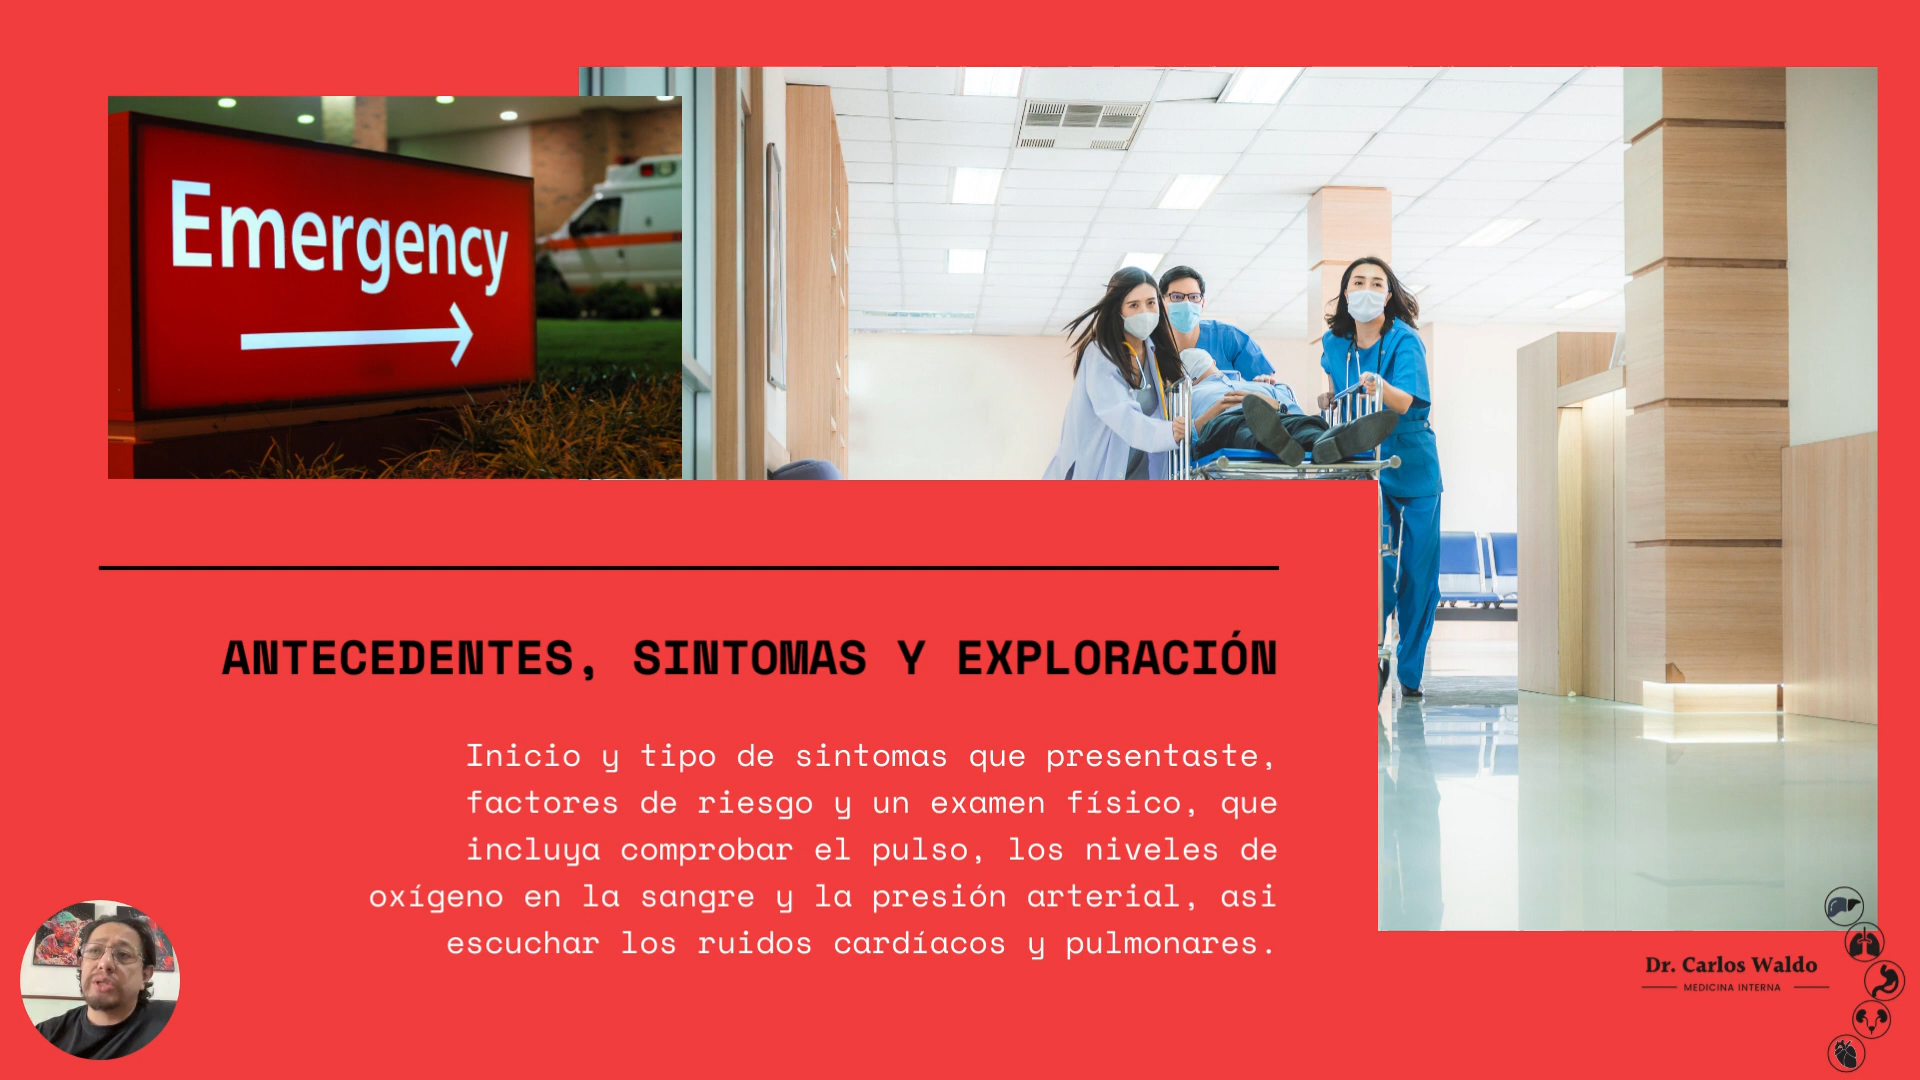 Emergency
ANTECEDENTES, SINTOMAS Y EXPLORACIÓN
Inicio y tipo de sintomas que presentaste,
factores de riesgo y un examen físico, que
incluya comprobar el pulso, los niveles de
oxígeno en la sangre y la presión arterial, asi
escuchar los ruidos cardíacos y pulmonares.
Dr. Carlos Waldo
MEDICINA INTERNA